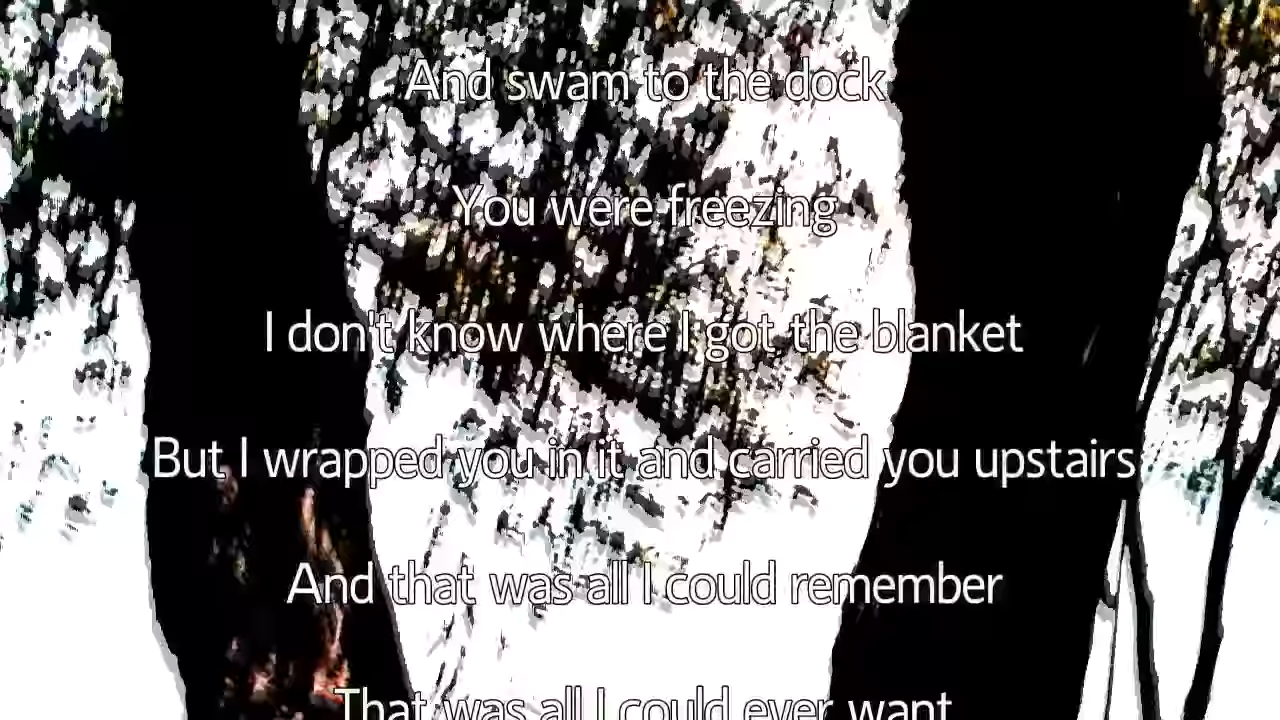 And swam to the dock
You were freezing
I don't know where I got the blanket
But I wrapped you in it and carried you upstairs
And that was all I could remember
That was all I could ever want